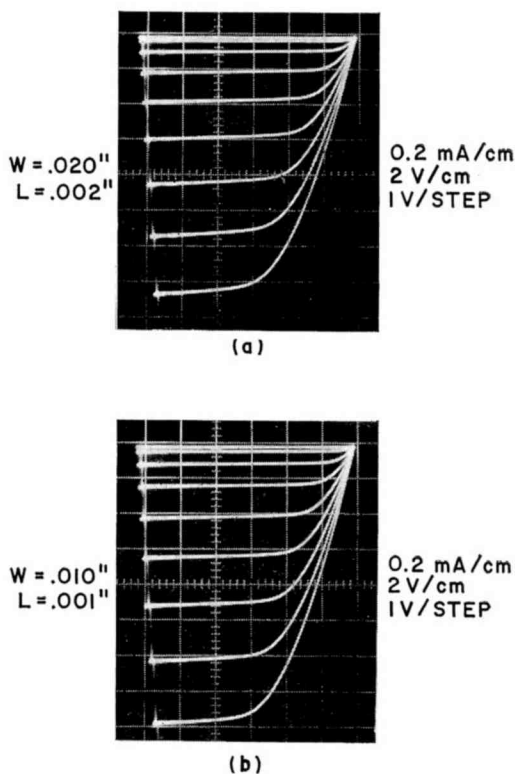 W = .020"
L = .002"
0.2 mA/cm
2 V/cm
1V/STEP
(a)
W = .010"
L = .001"
0.2 mA/cm
2 V/cm
1V/STEP
(b)